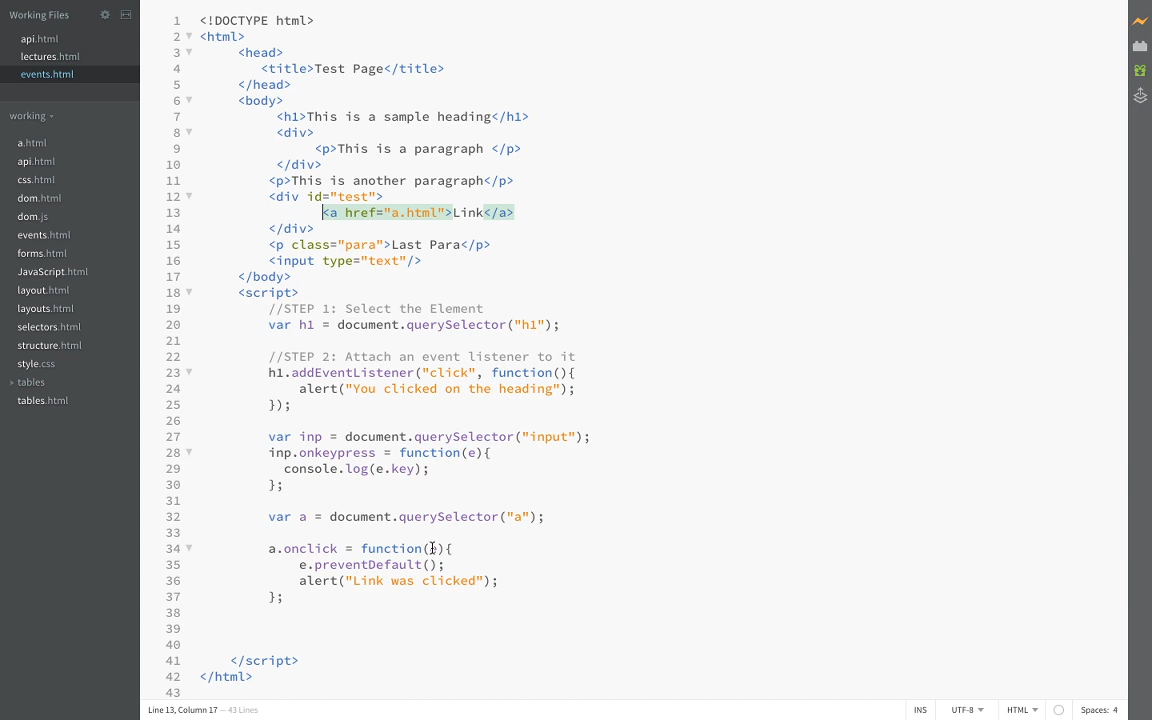 Working Files
api.html
lectures.html
events.html
working
a.html
api.html
css.html
dom.html
dom.js
events.html
forms.html
JavaScript.html
layout.html
layouts.html
selectors.html
structure.html
style.css
tables
tables.html
1 <!DOCTYPE html>
2 <html>
3 <head>
4 <title>Test Page</title>
5 </head>
6 <body>
7 <h1>This is a sample heading</h1>
8 <div>
9 <p>This is a paragraph </p>
10 </div>
11 <p>This is another paragraph</p>
12 <div id="test">
13 <a href="a.html">Link</a>
14 </div>
15 <p class="para">Last Para</p>
16 <input type="text"/>
17 </body>
18 <script>
19 //STEP 1: Select the Element
20 var h1 = document.querySelector("h1");
21
22 //STEP 2: Attach an event listener to it
23 h1.addEventListener("click", function(){
24 alert("You clicked on the heading");
25 });
26
27 var inp = document.querySelector("input");
28 inp.onkeypress = function(e){
29 console.log(e.key);
30 };
31
32 var a = document.querySelector("a");
33
34 a.onclick = function(e){
35 e.preventDefault();
36 alert("Link was clicked");
37 };
38
39
40
41 </script>
42 </html>
43
Line 13, Column 17 — 43 Lines
INS
UTF-8
HTML
Spaces: 4